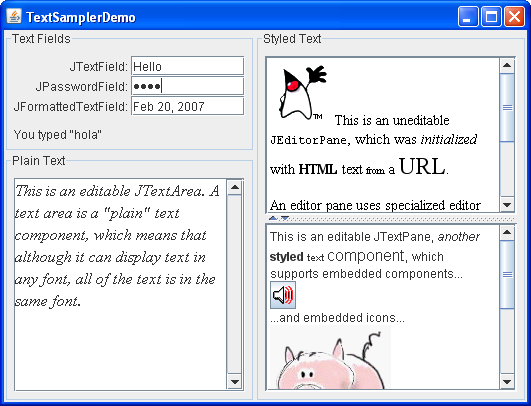 TextSamplerDemo
Text Fields
JTextField: Hello
JPasswordField: ●●●●
JFormattedTextField: Feb 20, 2007
You typed "hola"
Plain Text
This is an editable JTextArea. A
text area is a "plain" text
component, which means that
although it can display text in
any font, all of the text is in the
same font.
Styled Text
TM This is an uneditable
JEditorPane, which was initialized
with HTML text from a URL.
An editor pane uses specialized editor
This is an editable JTextPane, another
styled text component, which
supports embedded components...
...and embedded icons...